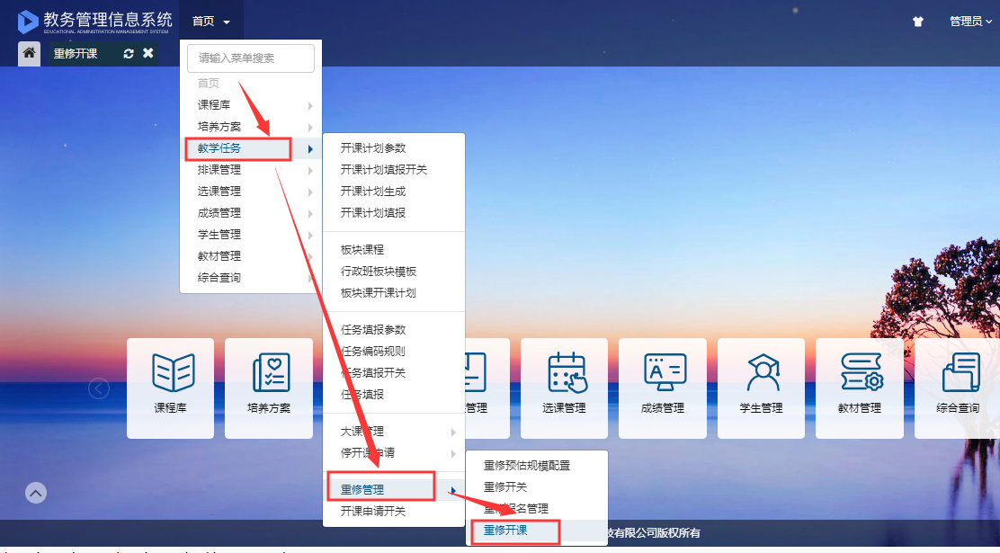 教务管理信息系统
EDUCATIONAL ADMINISTRATION MANAGEMENT SYSTEM
首页
管理员
重修开课
请输入菜单搜索
首页
课程库
培养方案
教学任务
排课管理
选课管理
成绩管理
学生管理
教材管理
综合查询
开课计划参数
开课计划填报开关
开课计划生成
开课计划填报
板块课程
行政班板块模板
板块课开课计划
任务填报参数
任务编码规则
任务填报开关
任务填报
大课管理
停开课申请
重修管理
开课申请开关
重修预估规模配置
重修开关
重修报名管理
重修开课
课程库
培养方案
管理
选课管理
成绩管理
学生管理
教材管理
综合查询
技有限公司版权所有